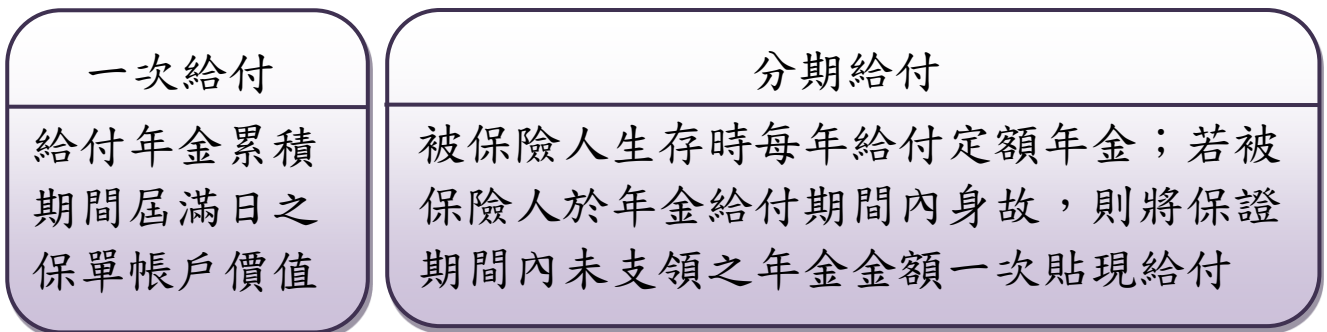 一次給付
給付年金累積
期間屆滿日之
保單帳戶價值
分期給付
被保險人生存時每年給付定額年金；若被
保險人於年金給付期間內身故，則將保證
期間內未支領之年金金額一次貼現給付